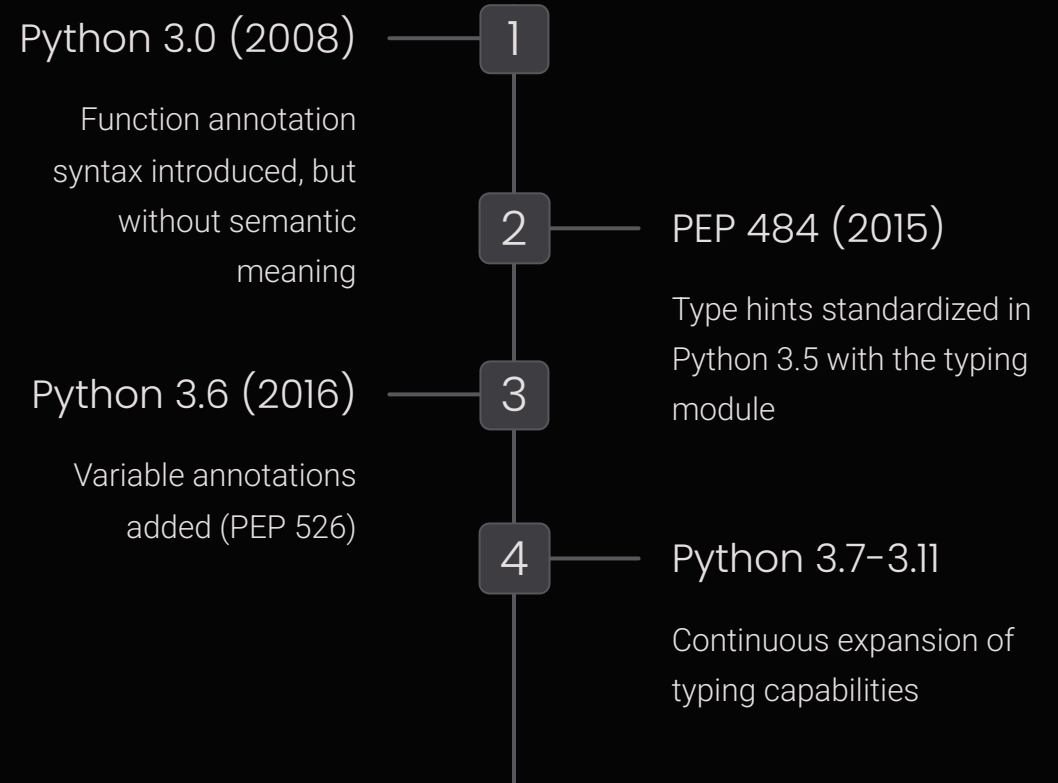 Python 3.0 (2008)
1
Function annotation
syntax introduced, but
without semantic
meaning
2
PEP 484 (2015)
Type hints standardized in
Python 3.5 with the typing
module
Python 3.6 (2016)
3
Variable annotations
added (PEP 526)
4
Python 3.7-3.11
Continuous expansion of
typing capabilities